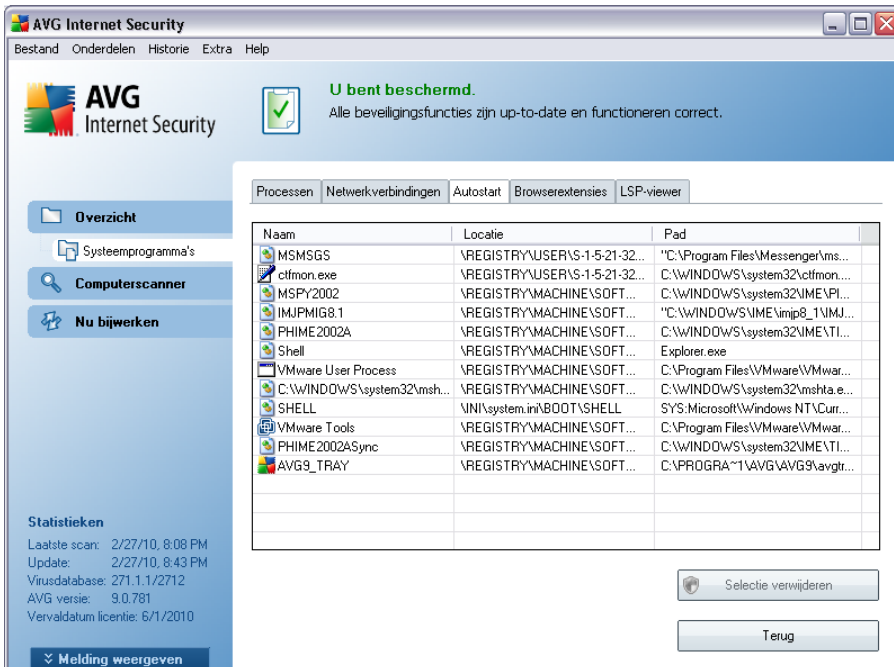 AVG Internet Security
Bestand Onderdelen Historie Extra Help
AVG
Internet Security
U bent beschermd.
Alle beveiligingsfuncties zijn up-to-date en functioneren correct.
Overzicht
Systeemprogramma's
Computerscanner
Nu bijwerken
Processen Netwerkverbindingen Autostart Browserextensies LSP-viewer
Naam Locatie Pad
MSMSGS \REGISTRY\USER\S-1-5-21-32... "C:\Program Files\Messenger\ms...
ctfmon.exe \REGISTRY\USER\S-1-5-21-32... C:\WINDOWS\system32\ctfmon....
MSPY2002 \REGISTRY\MACHINE\SOFT... C:\WINDOWS\system32\IME\PI...
IMJPMIG8.1 \REGISTRY\MACHINE\SOFT... "C:\WINDOWS\IME\imjp8_1\IMJ...
PHIME2002A \REGISTRY\MACHINE\SOFT... C:\WINDOWS\system32\IME\TI...
Shell \REGISTRY\MACHINE\SOFT... Explorer.exe
VMware User Process \REGISTRY\MACHINE\SOFT... C:\Program Files\VMware\VMwar...
C:\WINDOWS\system32\msh... \REGISTRY\MACHINE\SOFT... C:\WINDOWS\system32\mshta.e...
SHELL \INI\system.ini\BOOT\SHELL SYS:Microsoft\Windows NT\Curr...
VMware Tools \REGISTRY\MACHINE\SOFT... C:\Program Files\VMware\VMwar...
PHIME2002ASync \REGISTRY\MACHINE\SOFT... C:\WINDOWS\system32\IME\TI...
AVG9_TRAY \REGISTRY\MACHINE\SOFT... C:\PROGRA~1\AVG\AVG9\avgtr...
Statistieken
Laatste scan: 2/27/10, 8:08 PM
Update: 2/27/10, 8:43 PM
Virusdatabase: 271.1.1/2712
AVG versie: 9.0.781
Vervaldatum licentie: 6/1/2010
Selectie verwijderen
Terug
Melding weergeven